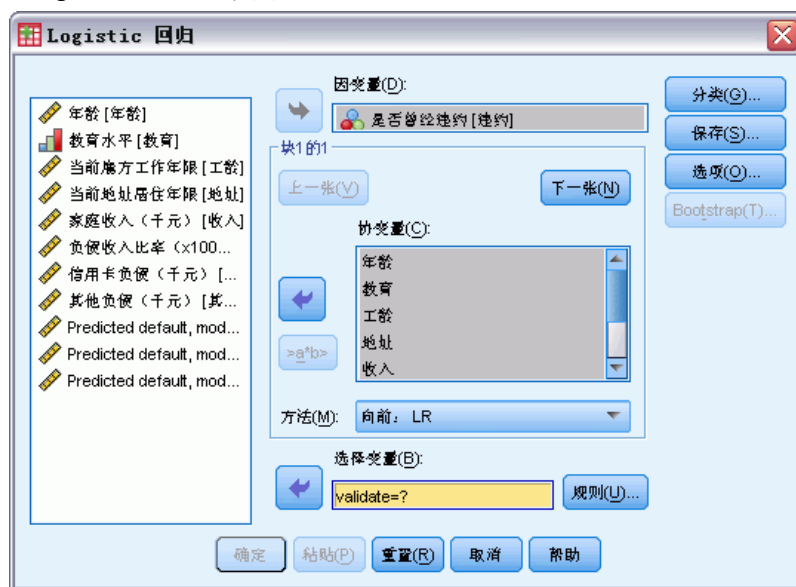 Logistic 回归
年龄 [年龄]
教育水平 [教育]
当前雇方工作年限 [工龄]
当前地址居住年限 [地址]
家庭收入（千元） [收入]
负债收入比率（x100...
信用卡负债（千元） [...
其他负债（千元） [其...
Predicted default, mod...
Predicted default, mod...
Predicted default, mod...
因变量(D):
是否曾经违约 [违约]
块1 的1
上一张(V)
下一张(N)
协变量(C):
年龄
教育
工龄
地址
收入
>a*b>
方法(M):
向前：LR
选择变量(B):
validate=?
规则(U)...
分类(G)...
保存(S)...
选项(O)...
Bootstrap(T)...
确定
粘贴(P)
重置(R)
取消
帮助